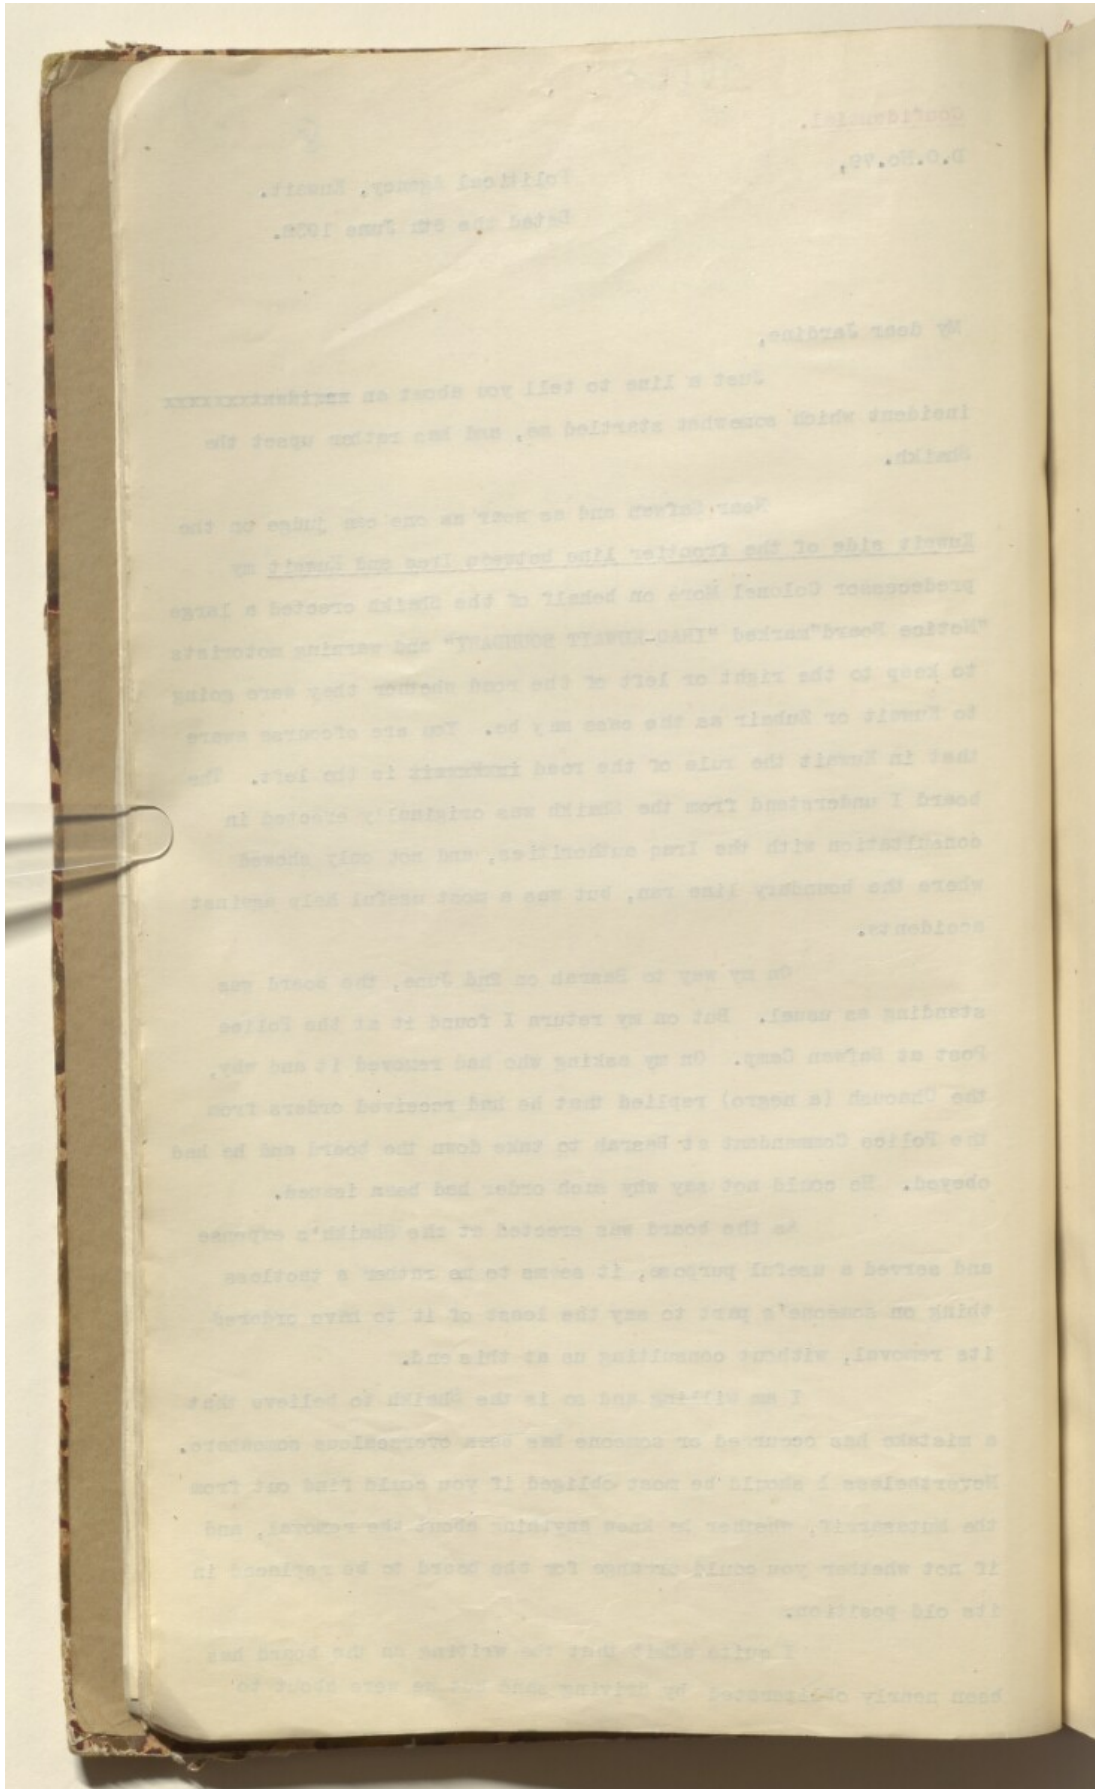 Confidential.
D.O.No.99,
Political Agency, Kuwait.
Dated the 6th June 1932.
My dear Jardine,
Just a line to tell you about an
incident which somewhat startled me, and has rather upset the
Shaikh.
Near Safwan and as near as one can judge on the
Kuwait side of the frontier line between Iraq and Kuwait my
predecessor Colonel More on behalf of the Shaikh erected a large
"Notice Board"marked "IRAQ-KUWAIT BOUNDARY" and warning motorists
to keep to the right or left of the road whether they were going
to Kuwait or Zubair as the case may be. You are ofcourse aware
that in Kuwait the rule of the road is the left. The
board I understand from the Shaikh was originally erected in
consultation with the Iraq authorities, and not only showed
where the boundary line ran, but was a most useful help against
accidents.
On my way to Basrah on 2nd June, the board was
standing as usual. But on my return I found it at the Police
Post at Safwan Camp. On my asking who had removed it and why,
the Chaoush (a negro) replied that he had received orders from
the Police Commandant at Basrah to take down the board and he had
obeyed. He could not say why such order had been issued.
As the board was erected at the Shaikh's expense
and served a useful purpose, it seems to me rather a tactless
think on someone's part to say the least of it to have ordered
its removal, without consulting us at this end.
I am willing and so is the Shaikh to believe that
a mistake has occurred or someone has been overzealous somewhere.
Nevertheless I should be most obliged if you could find out from
the Mutasarrif, whether he knew anything about the removal, and
if not whether you could arrange for the board to be replaced in
its old position.
I quite admit that the writing on the board has
been nearly obliterated by driving sand but we were about to